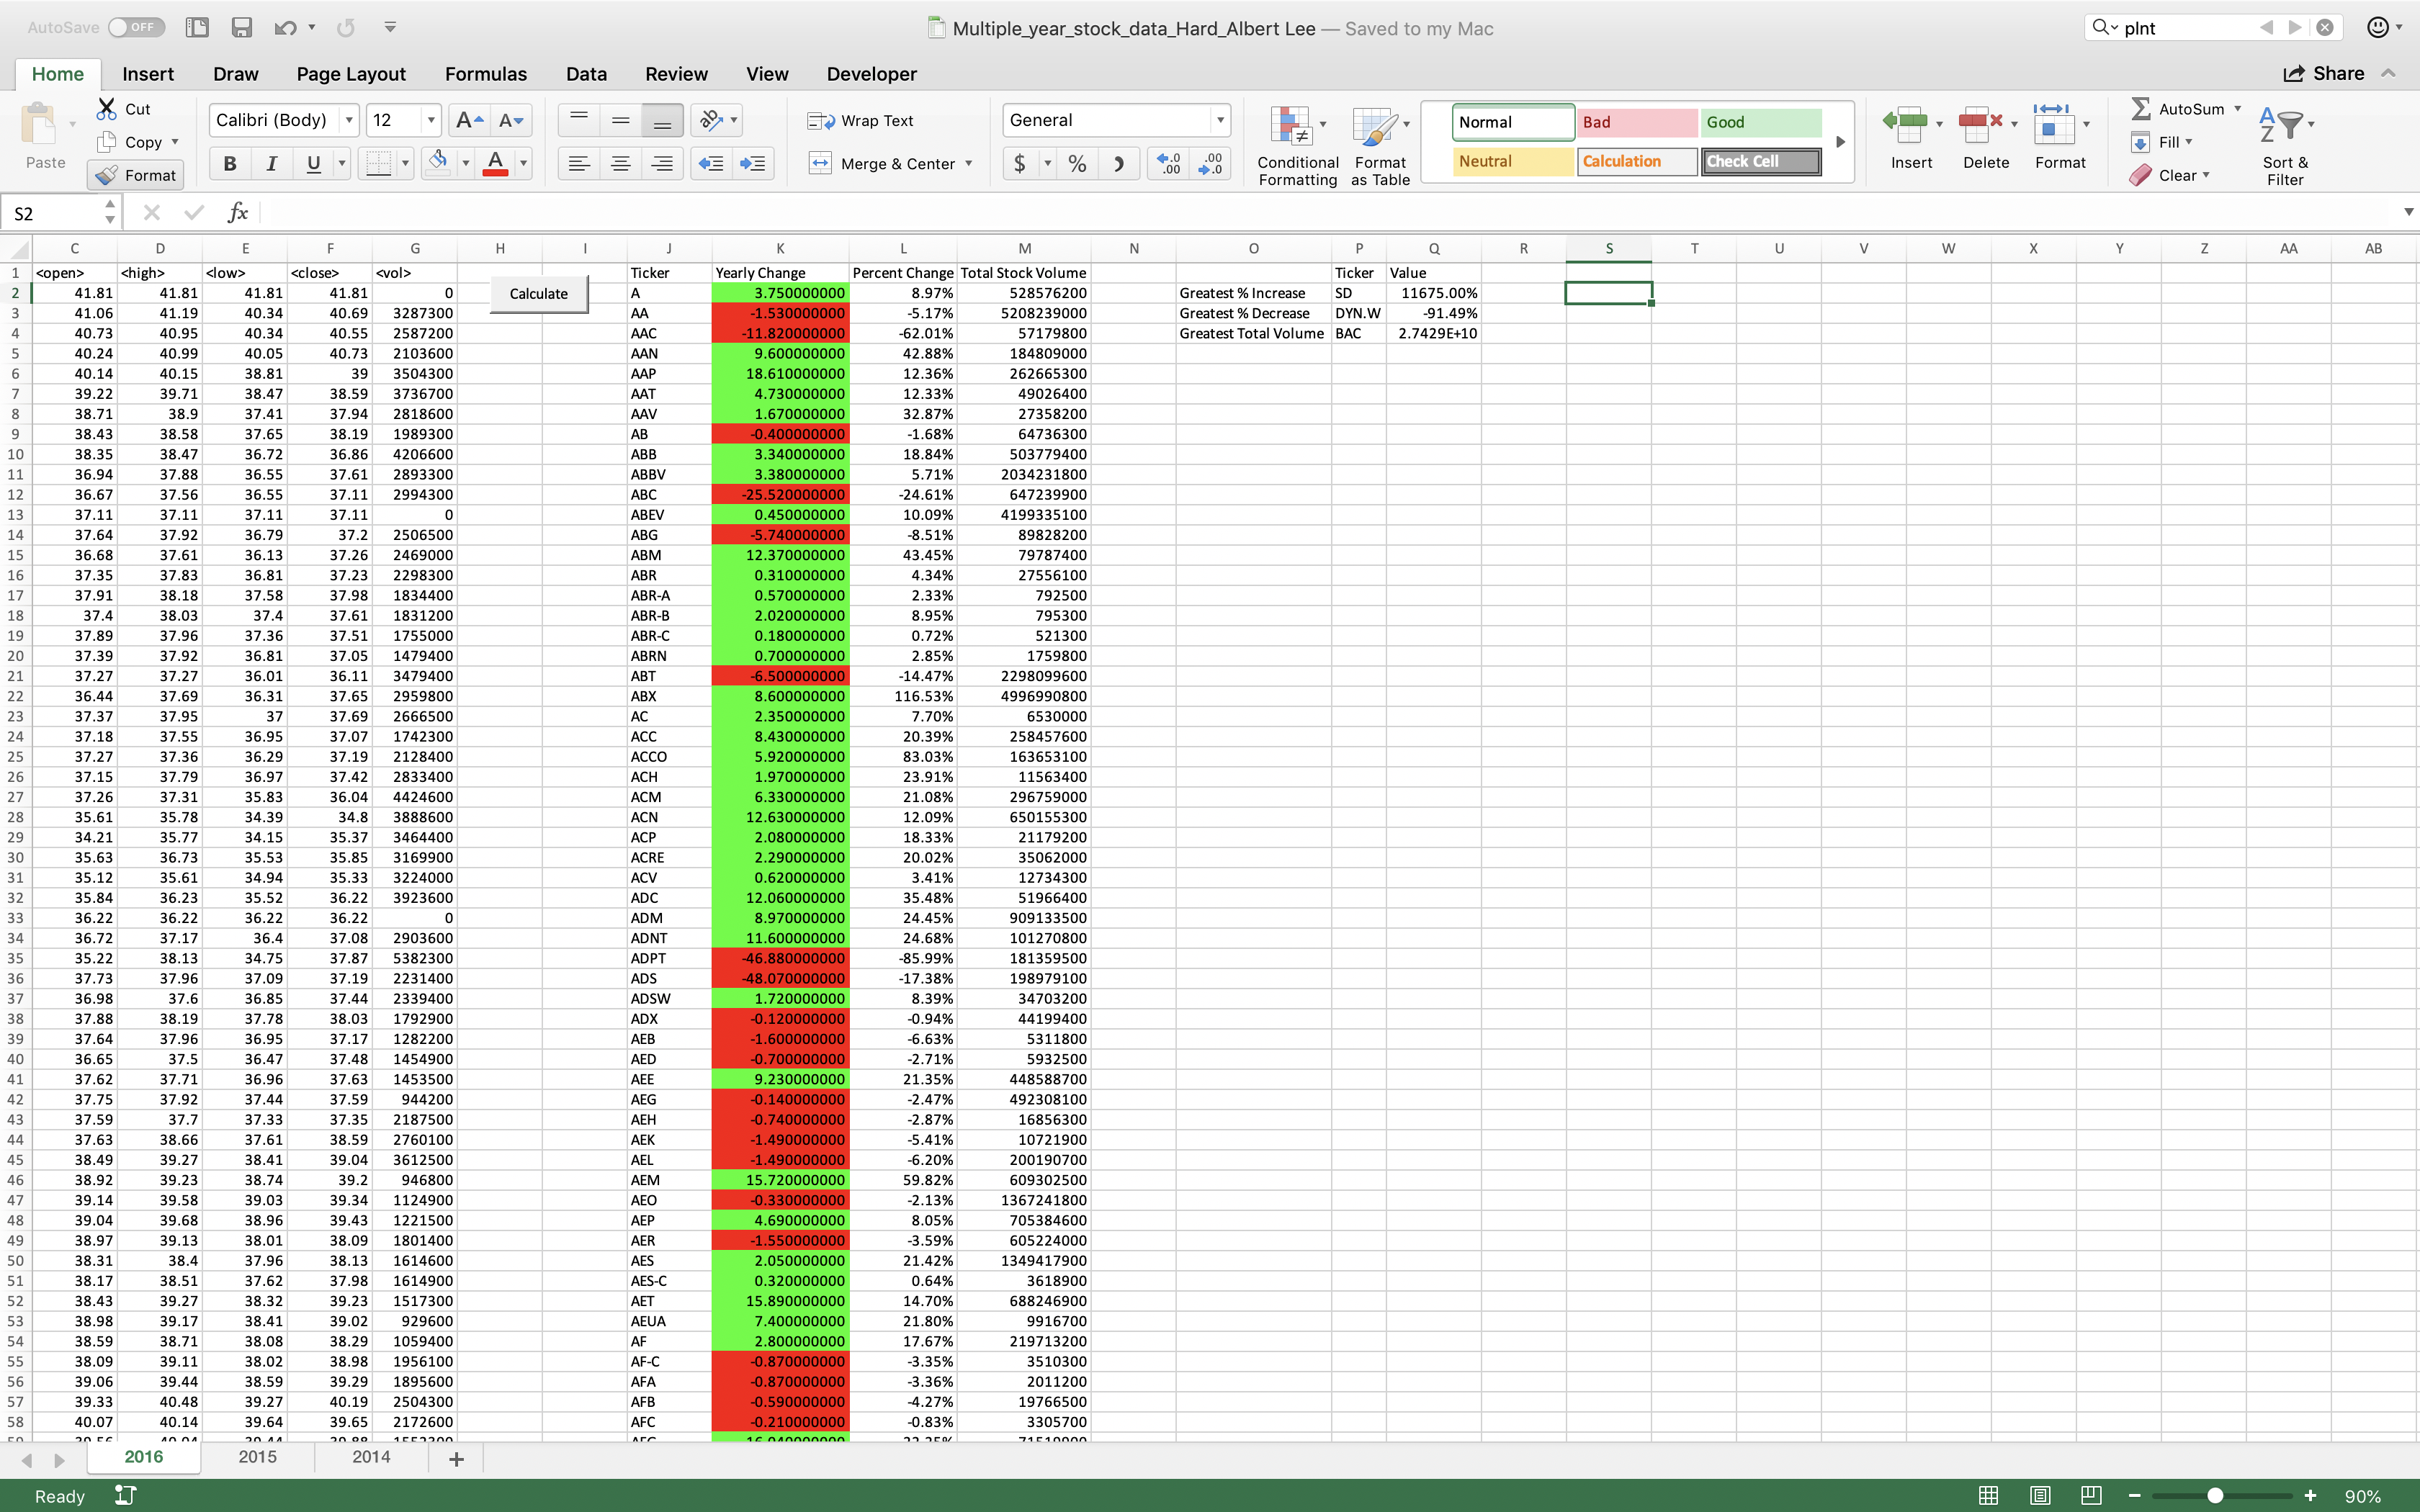 AutoSave OFF Multiple_year_stock_data_Hard_Albert Lee — Saved to my Mac plnt
Home Insert Draw Page Layout Formulas Data Review View Developer Share
Paste Cut Copy Format
Calibri (Body) 12 Wrap Text General
B I U A Merge & Center $ %
Conditional Formatting Format as Table
Normal Bad Good
Neutral Calculation Check Cell
Insert Delete Format AutoSum Fill Clear Sort & Filter
S2 fx
C D E F G H I J K L M N O P Q R S T U V W X Y Z AA AB
1 <open> <high> <low> <close> <vol> Ticker Yearly Change Percent Change Total Stock Volume Ticker Value
Calculate
2 41.81 41.81 41.81 41.81 0 A 3.750000000 8.97% 528576200 Greatest % Increase SD 11675.00%
3 41.06 41.19 40.34 40.69 3287300 AA -1.530000000 -5.17% 5208239000 Greatest % Decrease DYN.W -91.49%
4 40.73 40.95 40.34 40.55 2587200 AAC -11.820000000 -62.01% 57179800 Greatest Total Volume BAC 2.7429E+10
5 40.24 40.99 40.05 40.73 2103600 AAN 9.600000000 42.88% 184809000
6 40.14 40.15 38.81 39 3504300 AAP 18.610000000 12.36% 262665300
7 39.22 39.71 38.47 38.59 3736700 AAT 4.730000000 12.33% 49026400
8 38.71 38.9 37.41 37.94 2818600 AAV 1.670000000 32.87% 27358200
9 38.43 38.58 37.65 38.19 1989300 AB -0.400000000 -1.68% 64736300
10 38.35 38.47 36.72 36.86 4206600 ABB 3.340000000 18.84% 503779400
11 36.94 37.88 36.55 37.61 2893300 ABBV 3.380000000 5.71% 2034231800
12 36.67 37.56 36.55 37.11 2994300 ABC -25.520000000 -24.61% 647239900
13 37.11 37.11 37.11 37.11 0 ABEV 0.450000000 10.09% 4199335100
14 37.64 37.92 36.79 37.2 2506500 ABG -5.740000000 -8.51% 89828200
15 36.68 37.61 36.13 37.26 2469000 ABM 12.370000000 43.45% 79787400
16 37.35 37.83 36.81 37.23 2298300 ABR 0.310000000 4.34% 27556100
17 37.91 38.18 37.58 37.98 1834400 ABR-A 0.570000000 2.33% 792500
18 37.4 38.03 37.4 37.61 1831200 ABR-B 2.020000000 8.95% 795300
19 37.89 37.96 37.36 37.51 1755000 ABR-C 0.180000000 0.72% 521300
20 37.39 37.92 36.81 37.05 1479400 ABRN 0.700000000 2.85% 1759800
21 37.27 37.27 36.01 36.11 3479400 ABT -6.500000000 -14.47% 2298099600
22 36.44 37.69 36.31 37.65 2959800 ABX 8.600000000 116.53% 4996990800
23 37.37 37.95 37 37.69 2666500 AC 2.350000000 7.70% 6530000
24 37.18 37.55 36.95 37.07 1742300 ACC 8.430000000 20.39% 258457600
25 37.27 37.36 36.29 37.19 2128400 ACCO 5.920000000 83.03% 163653100
26 37.15 37.79 36.97 37.42 2833400 ACH 1.970000000 23.91% 11563400
27 37.26 37.31 35.83 36.04 4424600 ACM 6.330000000 21.08% 296759000
28 35.61 35.78 34.39 34.8 3888600 ACN 12.630000000 12.09% 650155300
29 34.21 35.77 34.15 35.37 3464400 ACP 2.080000000 18.33% 21179200
30 35.63 36.73 35.53 35.85 3169900 ACRE 2.290000000 20.02% 35062000
31 35.12 35.61 34.94 35.33 3224000 ACV 0.620000000 3.41% 12734300
32 35.84 36.23 35.52 36.22 3923600 ADC 12.060000000 35.48% 51966400
33 36.22 36.22 36.22 36.22 0 ADM 8.970000000 24.45% 909133500
34 36.72 37.17 36.4 37.08 2903600 ADNT 11.600000000 24.68% 101270800
35 35.22 38.13 34.75 37.87 5382300 ADPT -46.880000000 -85.99% 181359500
36 37.73 37.96 37.09 37.19 2231400 ADS -48.070000000 -17.38% 198979100
37 36.98 37.6 36.85 37.44 2339400 ADSW 1.720000000 8.39% 34703200
38 37.88 38.19 37.78 38.03 1792900 ADX -0.120000000 -0.94% 44199400
39 37.64 37.96 36.95 37.17 1282200 AEB -1.600000000 -6.63% 5311800
40 36.65 37.5 36.47 37.48 1454900 AED -0.700000000 -2.71% 5932500
41 37.62 37.71 36.96 37.63 1453500 AEE 9.230000000 21.35% 448588700
42 37.75 37.92 37.44 37.59 944200 AEG -0.140000000 -2.47% 492308100
43 37.59 37.7 37.33 37.35 2187500 AEH -0.740000000 -2.87% 16856300
44 37.63 38.66 37.61 38.59 2760100 AEK -1.490000000 -5.41% 10721900
45 38.49 39.27 38.41 39.04 3612500 AEL -1.490000000 -6.20% 200190700
46 38.92 39.23 38.74 39.2 946800 AEM 15.720000000 59.82% 609302500
47 39.14 39.58 39.03 39.34 1124900 AEO -0.330000000 -2.13% 1367241800
48 39.04 39.68 38.96 39.43 1221500 AEP 4.690000000 8.05% 705384600
49 38.97 39.13 38.01 38.09 1801400 AER -1.550000000 -3.59% 605224000
50 38.31 38.4 37.96 38.13 1614600 AES 2.050000000 21.42% 1349417900
51 38.17 38.51 37.62 37.98 1614900 AES-C 0.320000000 0.64% 3618900
52 38.43 39.27 38.32 39.23 1517300 AET 15.890000000 14.70% 688246900
53 38.98 39.17 38.41 39.02 929600 AEUA 7.400000000 21.80% 9916700
54 38.59 38.71 38.08 38.29 1059400 AF 2.800000000 17.67% 219713200
55 38.09 39.11 38.02 38.98 1956100 AF-C -0.870000000 -3.35% 3510300
56 39.06 39.44 38.59 39.29 1895600 AFA -0.870000000 -3.36% 2011200
57 39.33 40.48 39.27 40.19 2504300 AFB -0.590000000 -4.27% 19766500
58 40.07 40.14 39.64 39.65 2172600 AFC -0.210000000 -0.83% 3305700
2016 2015 2014 +
Ready 90%